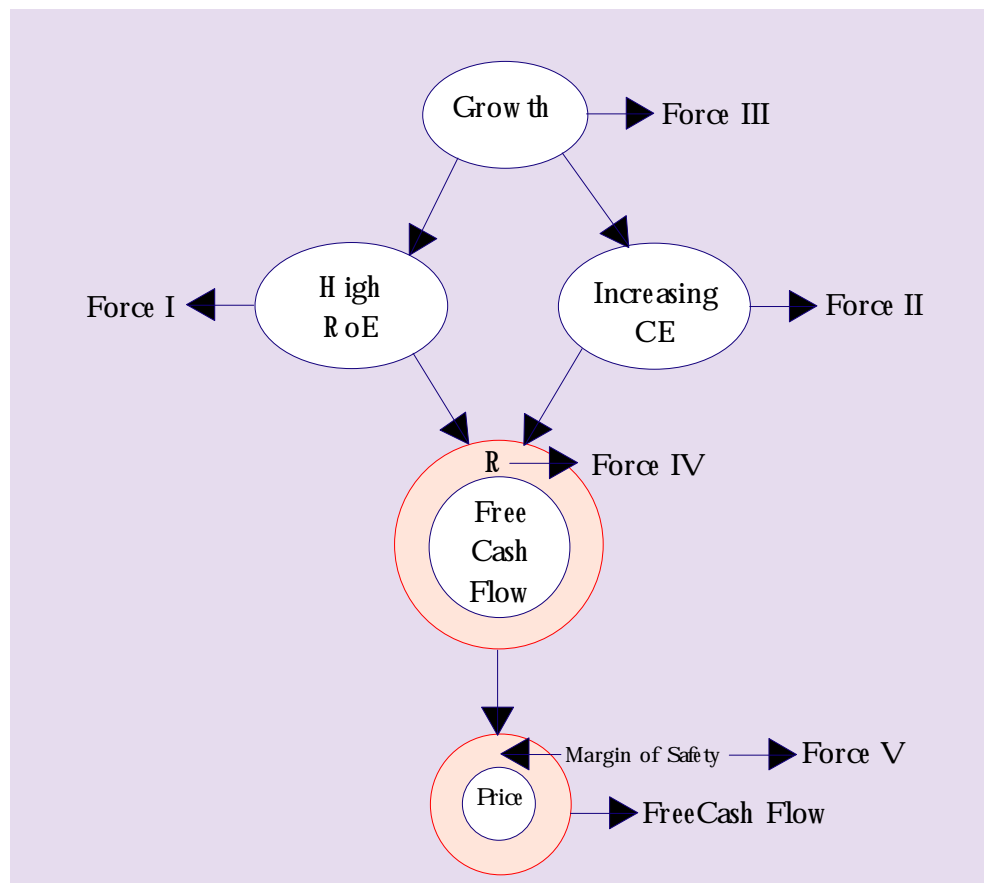 Growth
Force III
High
RoE
Force I
Increasing
CE
Force II
R
Force IV
Free
Cash
Flow
Margin of Safety
Force V
Price
FreeCash Flow